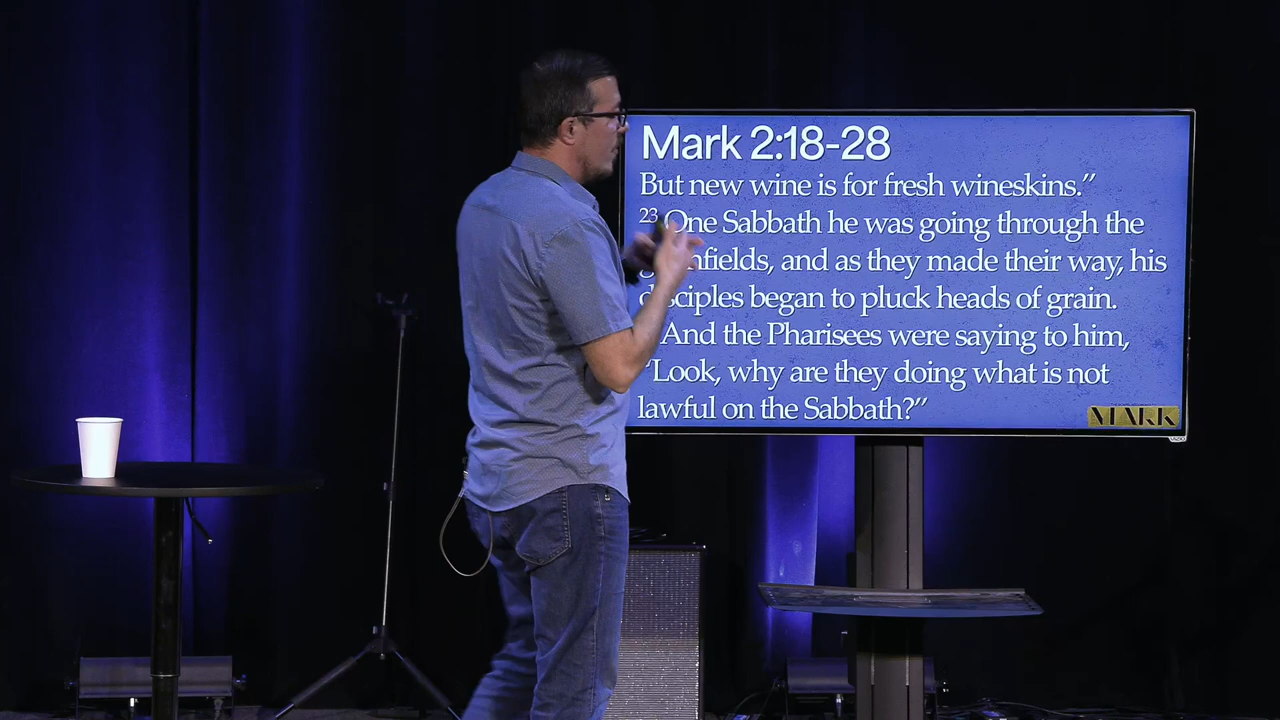 Mark 2:18-28
But new wine is for fresh wineskins.”
23 One Sabbath he was going through the
and as they made their way, his
began to pluck heads of grain.
And the Pharisees were saying to him,
“Look, why are they doing what is not
lawful on the Sabbath?”
MARK
VIZIO